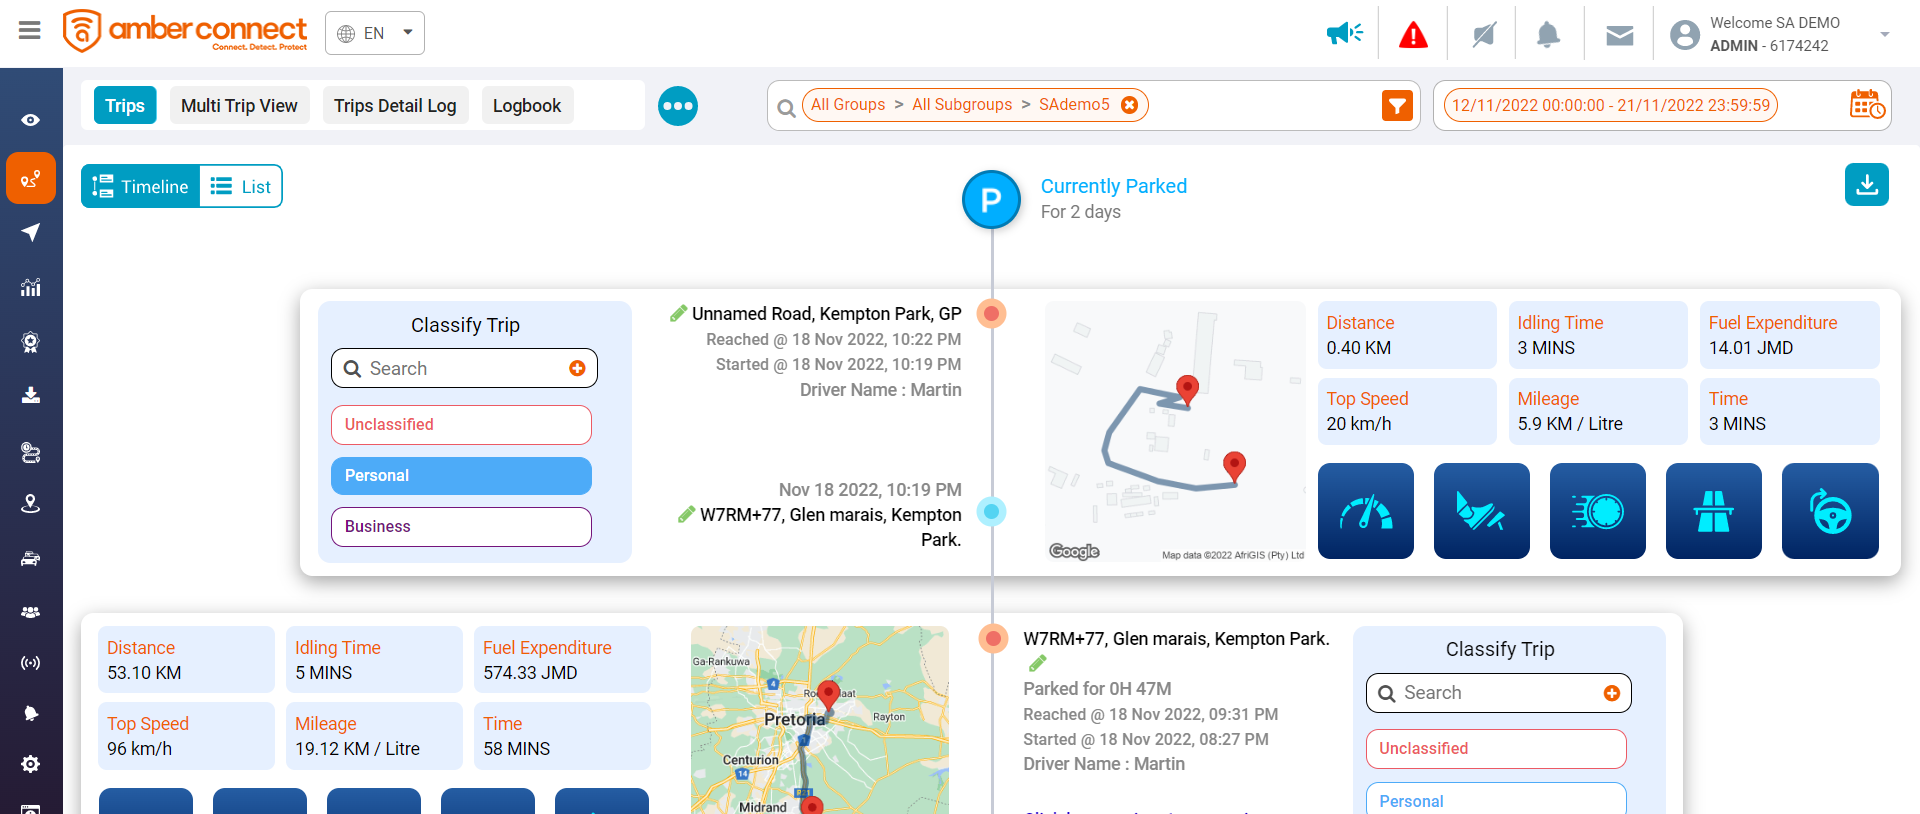 amber connect
Connect. Detect. Protect
EN
Welcome SA DEMO
ADMIN - 6174242
Trips
Multi Trip View
Trips Detail Log
Logbook
All Groups > All Subgroups > SAdemo5
12/11/2022 00:00:00 - 21/11/2022 23:59:59
Timeline
List
P
Currently Parked
For 2 days
Classify Trip
Search
Unclassified
Personal
Business
Unnamed Road, Kempton Park, GP
Reached @ 18 Nov 2022, 10:22 PM
Started @ 18 Nov 2022, 10:19 PM
Driver Name : Martin
Nov 18 2022, 10:19 PM
W7RM+77, Glen marais, Kempton
Park.
Google
Map data ©2022 AfriGIS (Pty) Ltd
Distance
0.40 KM
Idling Time
3 MINS
Fuel Expenditure
14.01 JMD
Top Speed
20 km/h
Mileage
5.9 KM / Litre
Time
3 MINS
Distance
53.10 KM
Idling Time
5 MINS
Fuel Expenditure
574.33 JMD
Top Speed
96 km/h
Mileage
19.12 KM / Litre
Time
58 MINS
Ga-Rankuwa
4
Pretoria
Rayton
Centurion
14
Midrand
W7RM+77, Glen marais, Kempton Park.
Parked for 0H 47M
Reached @ 18 Nov 2022, 09:31 PM
Started @ 18 Nov 2022, 08:27 PM
Driver Name : Martin
Classify Trip
Search
Unclassified
Personal